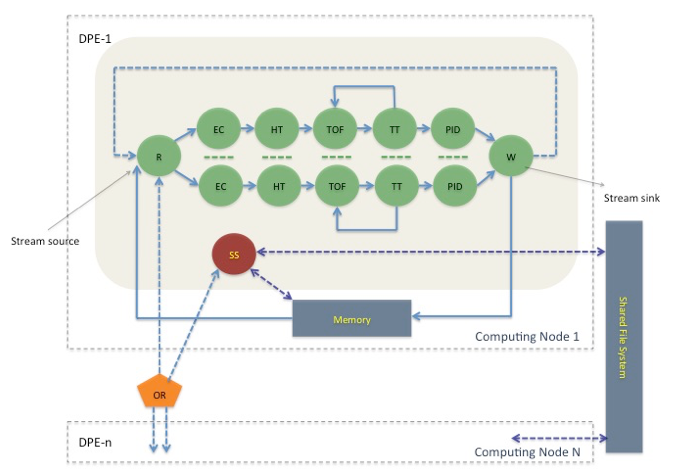 DPE-1
EC
HT
TOF
TT
PID
R
W
EC
HT
TOF
TT
PID
Stream sink
Stream source
SS
Memory
Computing Node 1
Shared File System
OR
DPE-n
Computing Node N